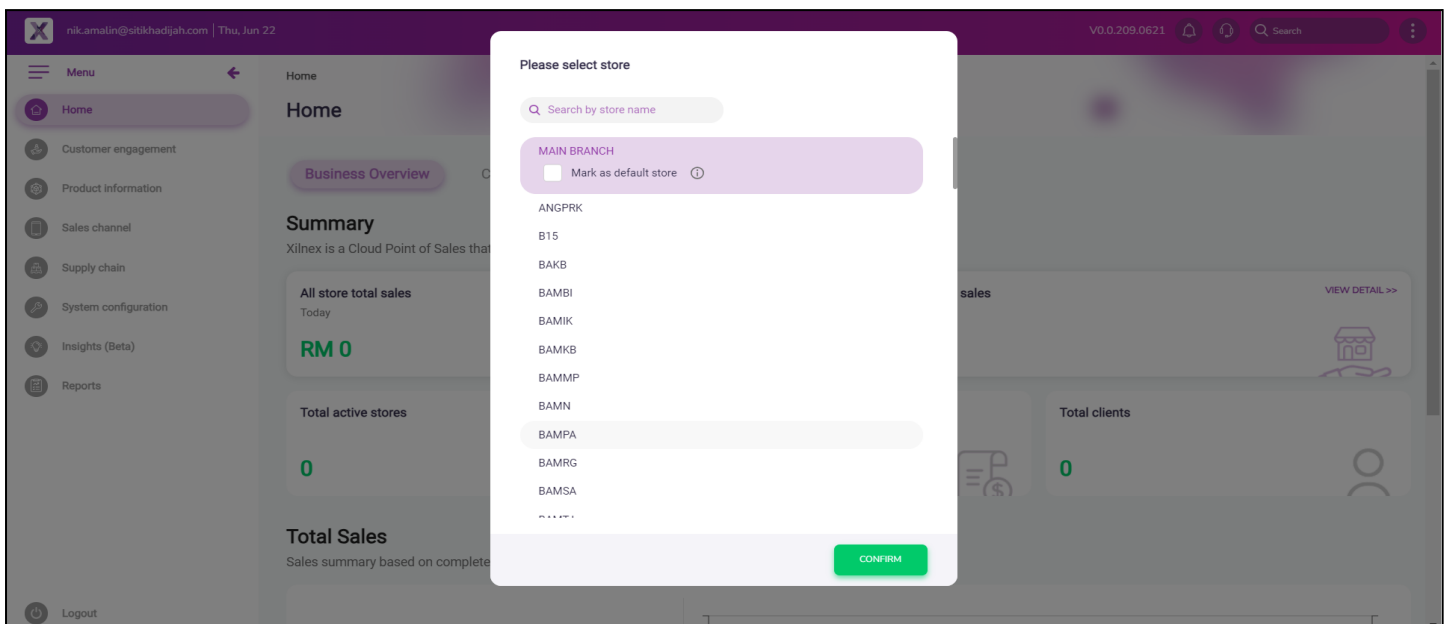 nik.amalin@sitikhadijah.com | Thu, Jun 22
V0.0.209.0621
Search
Menu
Home
Customer engagement
Product information
Sales channel
Supply chain
System configuration
Insights (Beta)
Reports
Logout
Home
Home
Business Overview
C
Summary
Xilnex is a Cloud Point of Sales that
All store total sales
Today
RM 0
sales
VIEW DETAIL >>
Total active stores
0
Total clients
0
Total Sales
Sales summary based on complete
Please select store
Search by store name
MAIN BRANCH
Mark as default store
ANGPRK
B15
BAKB
BAMBI
BAMIK
BAMKB
BAMMP
BAMN
BAMPA
BAMRG
BAMSA
CONFIRM